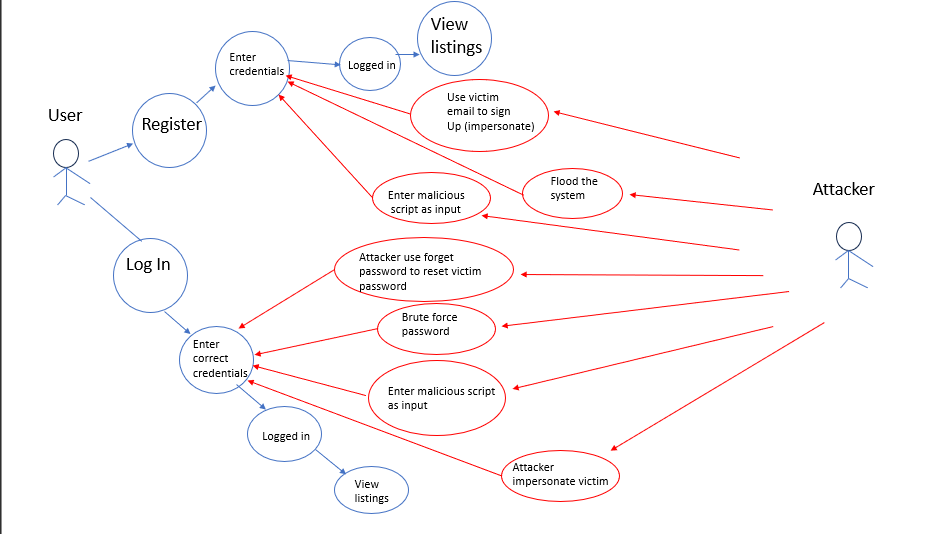 View
listings
Enter
credentials
Logged in
Use victim
email to sign
Up (impersonate)
User
Register
Flood the
system
Attacker
Enter malicious
script as input
Log In
Attacker use forget
password to reset victim
password
Brute force
password
Enter
correct
credentials
Enter malicious script
as input
Logged in
Attacker
impersonate victim
View
listings